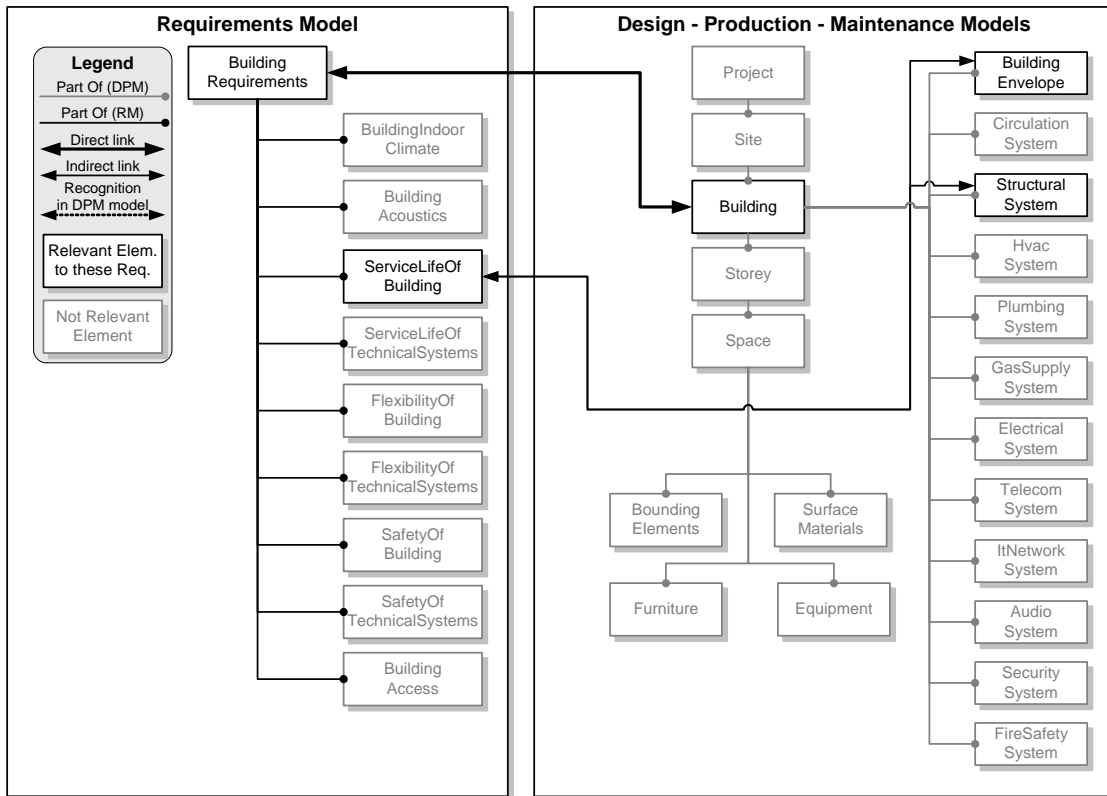 Requirements Model
Legend
Part Of (DPM)
Part Of (RM)
Direct link
Indirect link
Recognition
in DPM model
Relevant Elem.
to these Req.
Not Relevant
Element
Building
Requirements
BuildingIndoor
Climate
Building
Acoustics
ServiceLifeOf
Building
ServiceLifeOf
TechnicalSystems
FlexibilityOf
Building
FlexibilityOf
TechnicalSystems
SafetyOf
Building
SafetyOf
TechnicalSystems
Building
Access
Design - Production - Maintenance Models
Project
Site
Building
Storey
Space
Bounding
Elements
Surface
Materials
Furniture
Equipment
Building
Envelope
Circulation
System
Structural
System
Hvac
System
Plumbing
System
GasSupply
System
Electrical
System
Telecom
System
ItNetwork
System
Audio
System
Security
System
FireSafety
System